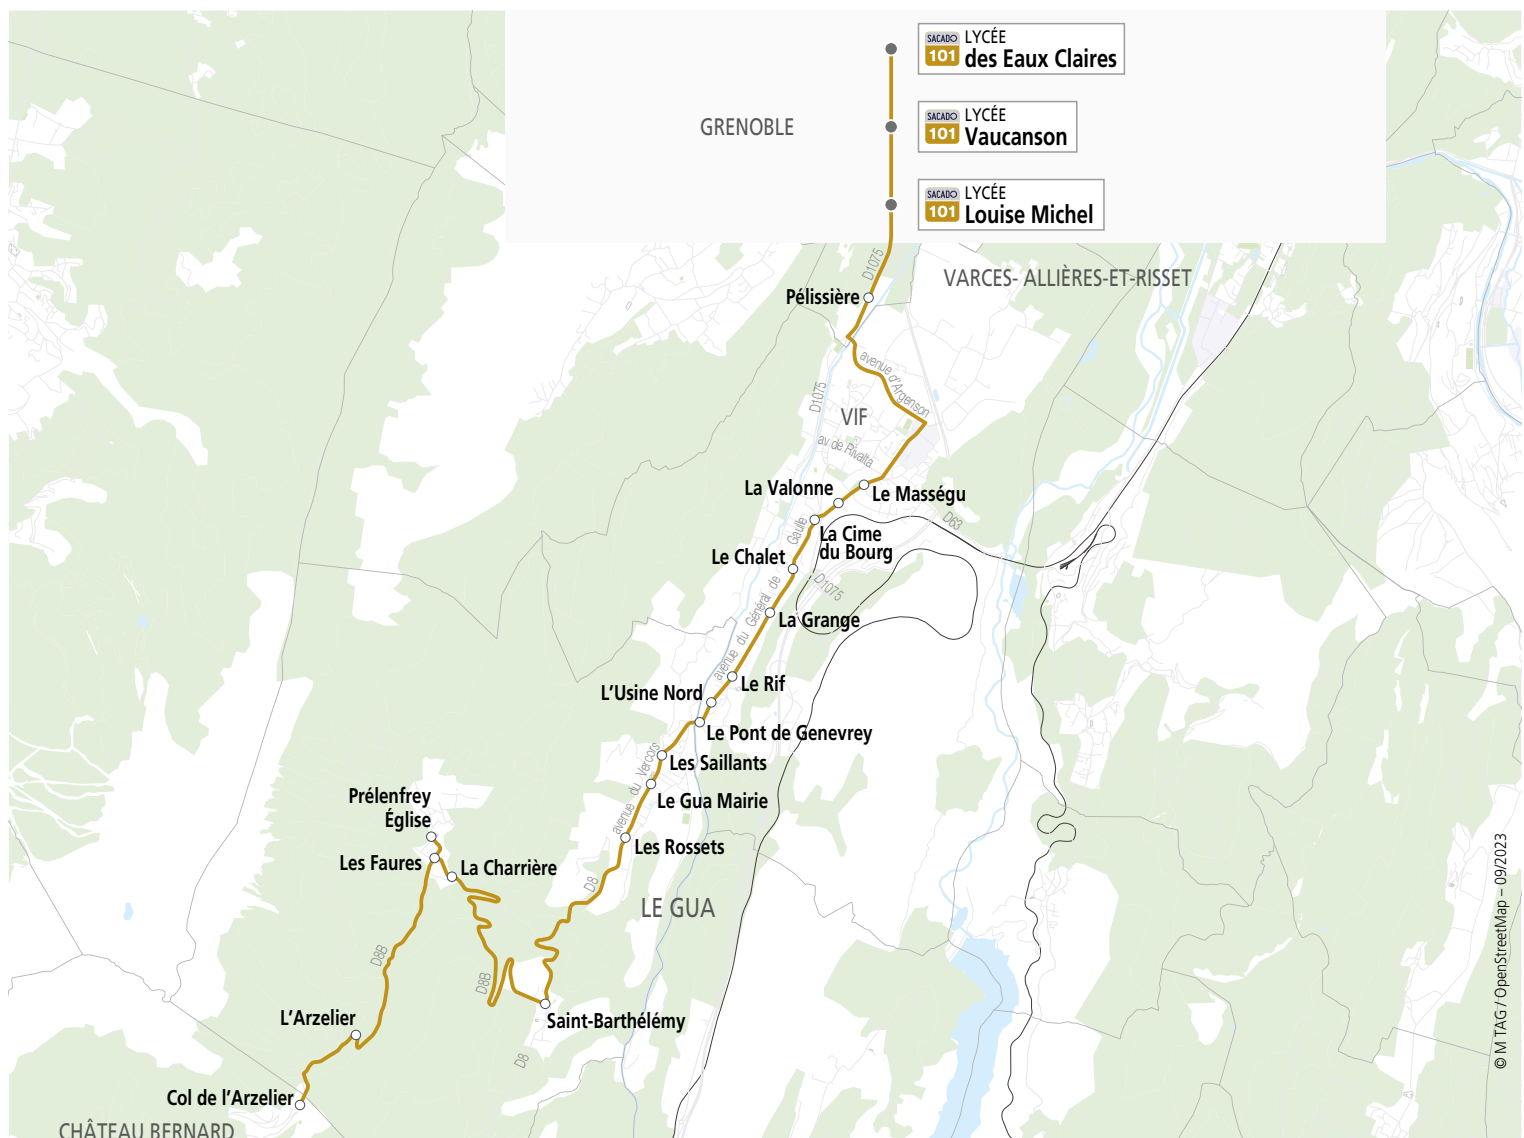 SACADO
101
LYCÉE
des Eaux Claires
GRENOBLE
SACADO
101
LYCÉE
Vaucanson
SACADO
101
LYCÉE
Louise Michel
D1075
VARCES- ALLIÈRES-ET-RISSET
Pélissière
avenue d'Argenson
D1075
VIF
av de Rivalta
La Valonne
Le Masségu
D63
La Cime
du Bourg
Le Chalet
D1075
avenue du Général de Gaulle
La Grange
Le Rif
L'Usine Nord
Le Pont de Genevrey
avenue du Vercors
Les Saillants
Prélenfrey
Église
Le Gua Mairie
Les Rossets
Les Faures
La Charrière
D8
LE GUA
D8B
D8B
L'Arzelier
Saint-Barthélémy
D8
Col de l'Arzelier
CHÂTEAU BERNARD
© M TAG / OpenStreetMap – 09/2023